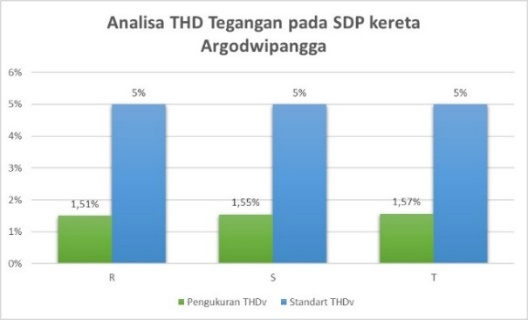 Analisa THD Tegangan pada SDP kereta
Argodwipangga
6%
5%
4%
3%
2%
1%
0%
1,51%
5%
1,55%
5%
1,57%
5%
R
S
T
Pengukuran THDv
Standart THDv